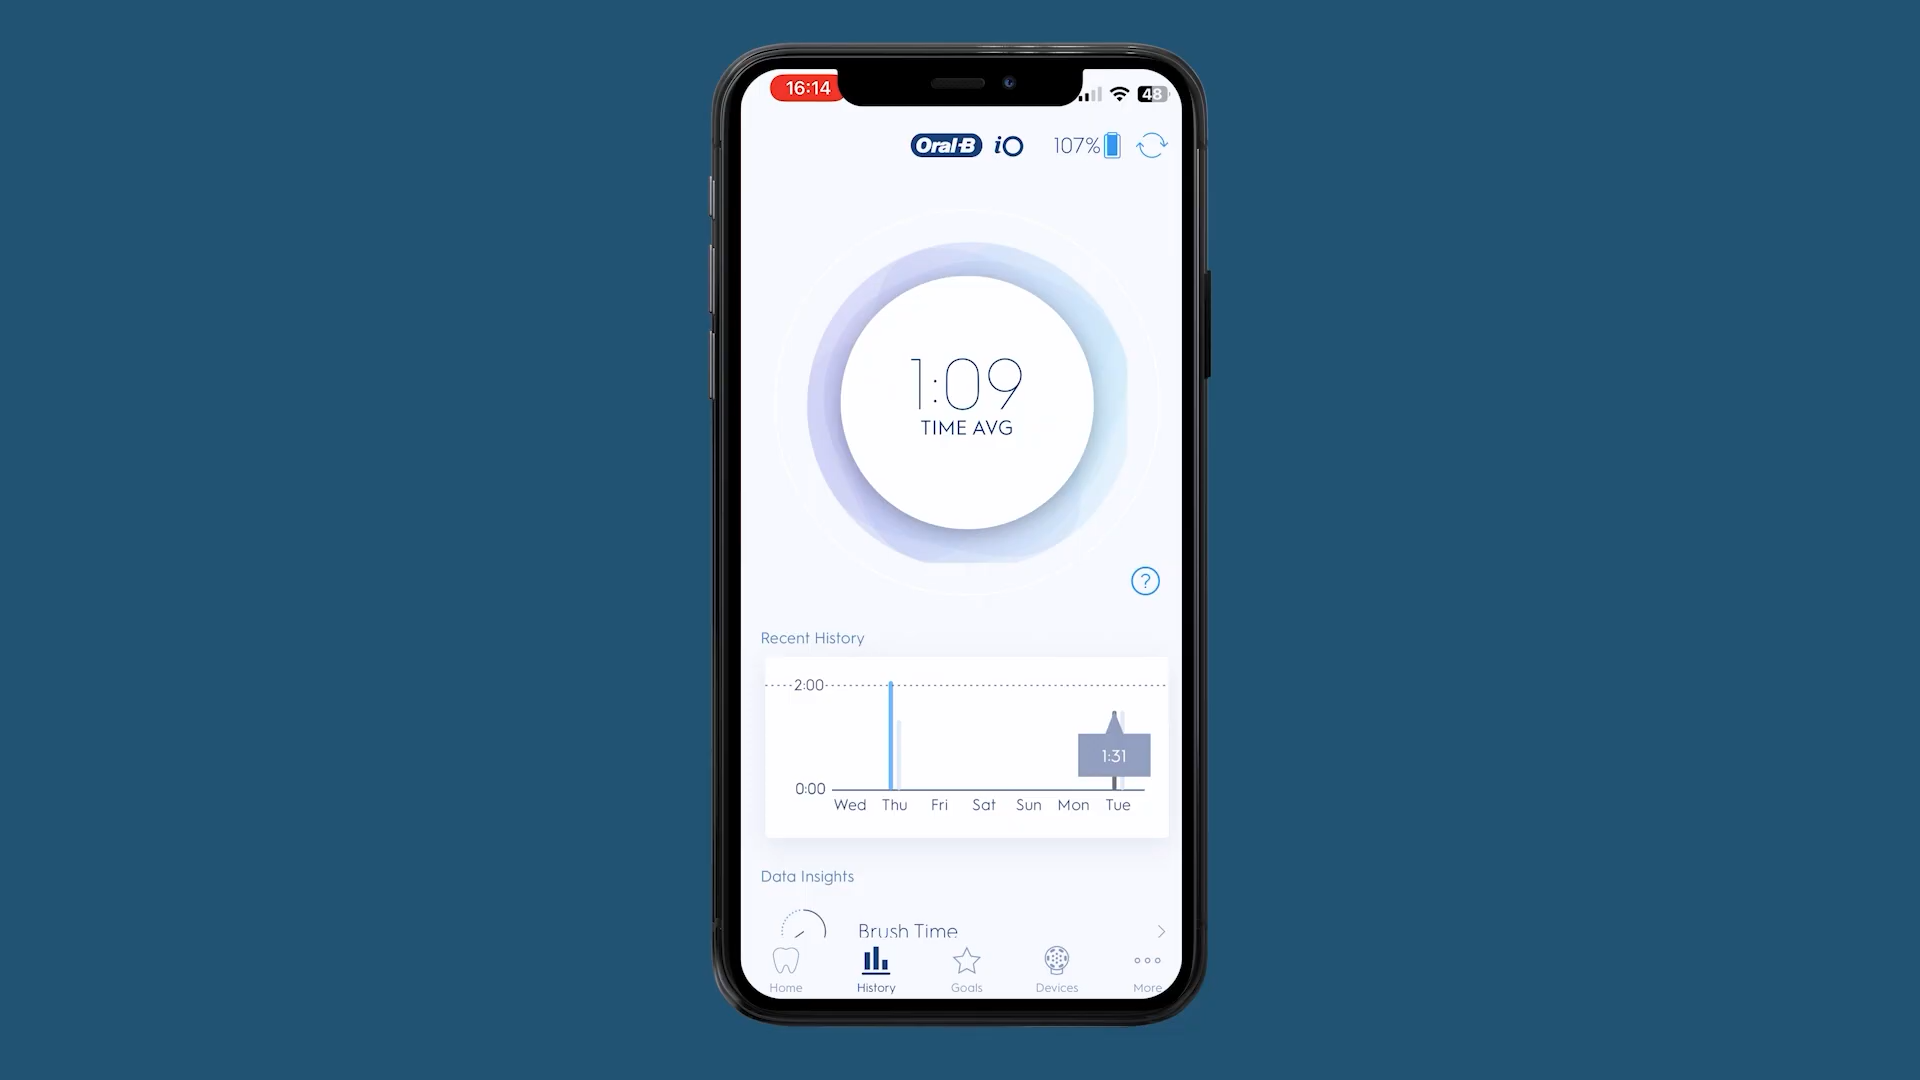 16:14
48
Oral-B iO 107%
1:09
TIME AVG
?
Recent History
2:00
1:31
0:00
Wed Thu Fri Sat Sun Mon Tue
Data Insights
Brush Time
Home History Goals Devices More